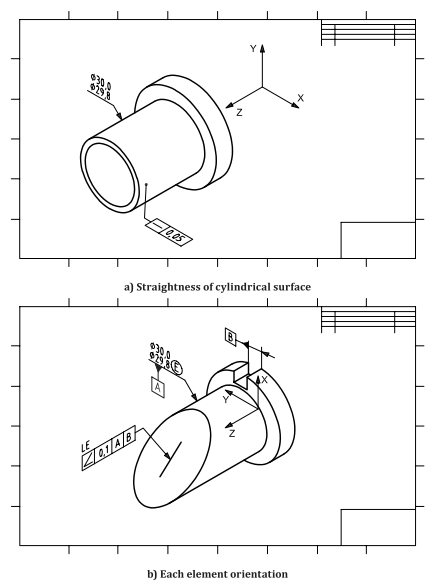 Y
X
Z
ø30.0
ø29.8
0,05
a) Straightness of cylindrical surface
B
ø30.0
ø29.8 E
A
X
Y
Z
LE
0,1 A B
b) Each element orientation